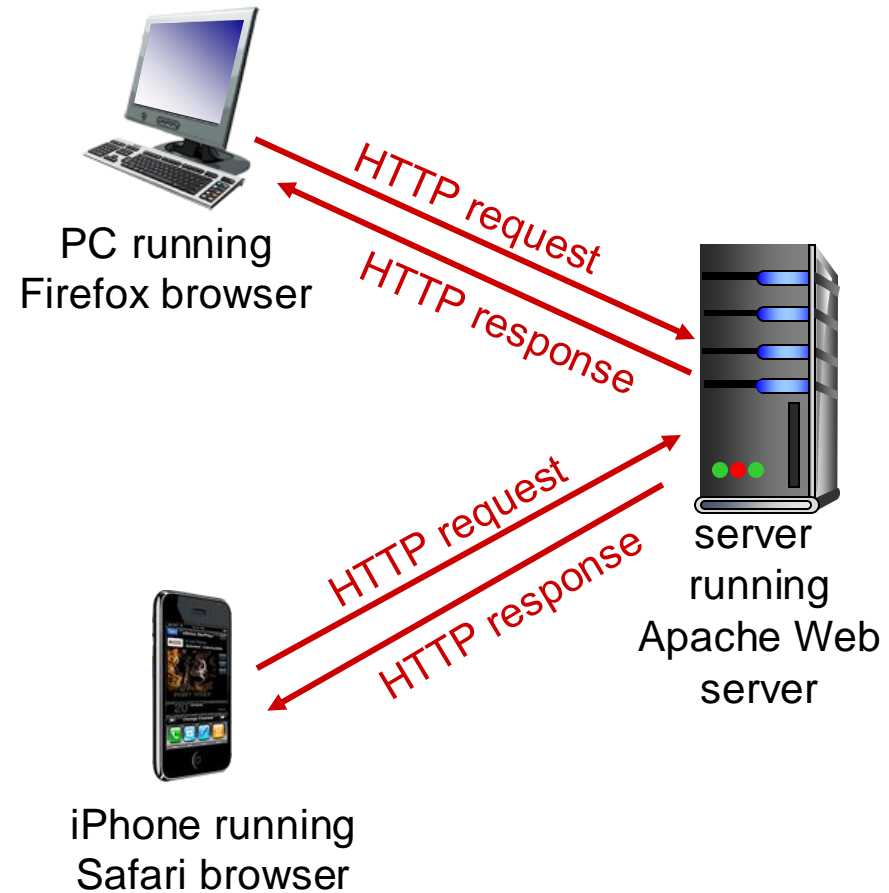 PC running
Firefox browser
HTTP request
HTTP response
server
running
Apache Web
server
HTTP request
HTTP response
iPhone running
Safari browser